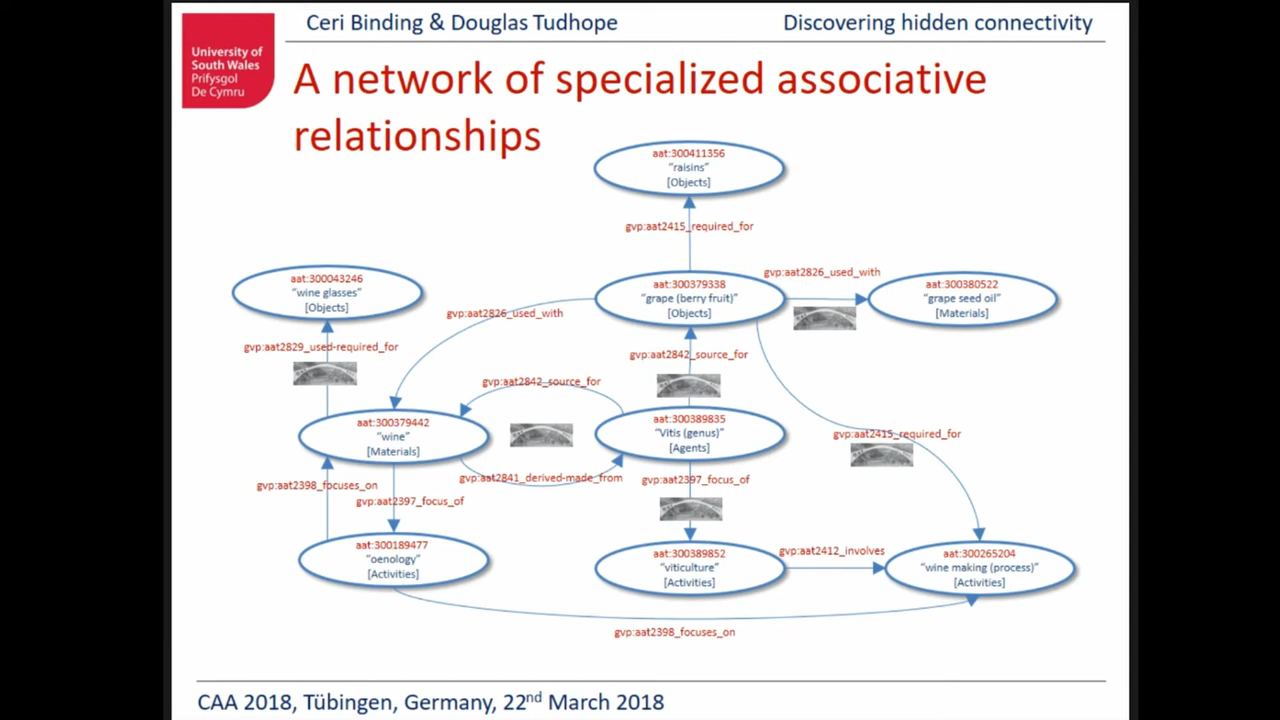 Ceri Binding & Douglas Tudhope
Discovering hidden connectivity
University of
South Wales
Prifysgol
De Cymru
A network of specialized associative
relationships
aat:300411356
"raisins"
[Objects]
gvp:aat2415_required_for
aat:300043246
"wine glasses"
[Objects]
aat:300379338
"grape (berry fruit)"
[Objects]
gvp:aat2826_used_with
aat:300380522
"grape seed oil"
[Materials]
gvp:aat2826_used_with
gvp:aat2829_used-required_for
gvp:aat2842_source_for
gvp:aat2842_source_for
aat:300379442
"wine"
[Materials]
aat:300389835
"Vitis (genus)"
[Agents]
gvp:aat2415_required_for
gvp:aat2841_derived-made_from
gvp:aat2398_focuses_on
gvp:aat2397_focus_of
gvp:aat2397_focus_of
aat:300189477
"oenology"
[Activities]
aat:300389852
"viticulture"
[Activities]
gvp:aat2412_involves
aat:300265204
"wine making (process)"
[Activities]
gvp:aat2398_focuses_on
CAA 2018, Tübingen, Germany, 22nd March 2018